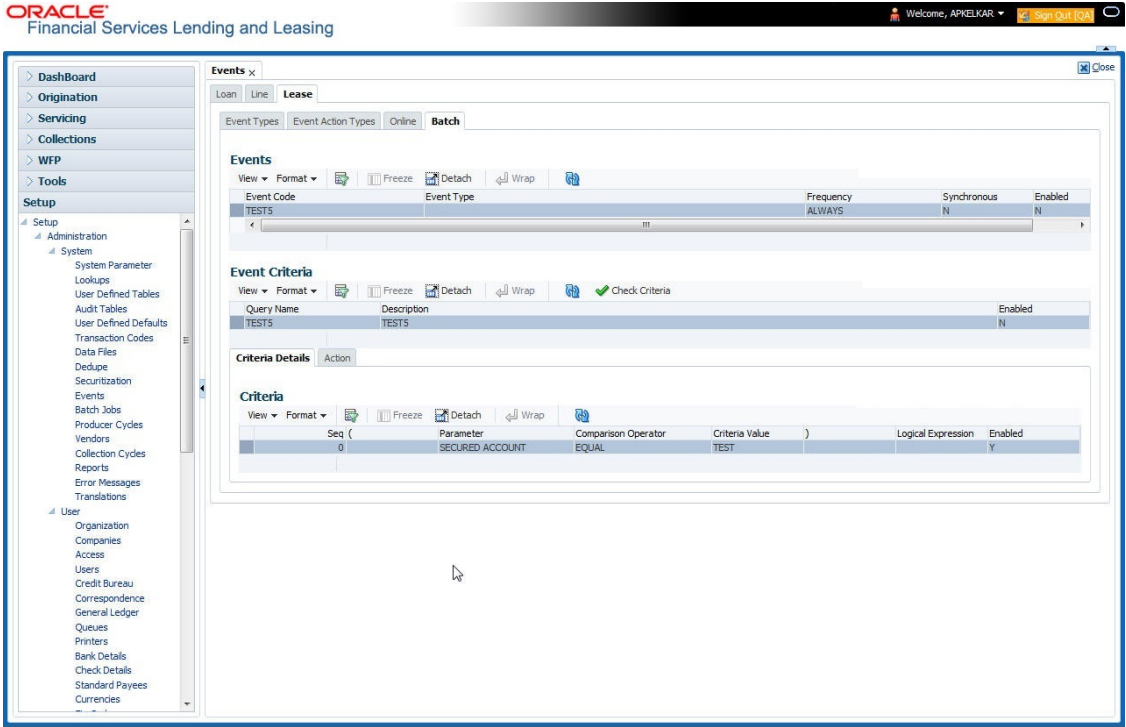 ORACLE
Financial Services Lending and Leasing
Welcome, APKELKAR
Sign Out [QA]
DashBoard
Origination
Servicing
Collections
WFP
Tools
Setup
Setup
Administration
System
System Parameter
Lookups
User Defined Tables
Audit Tables
User Defined Defaults
Transaction Codes
Data Files
Dedupe
Securitization
Events
Batch Jobs
Producer Cycles
Vendors
Collection Cycles
Reports
Error Messages
Translations
User
Organization
Companies
Access
Users
Credit Bureau
Correspondence
General Ledger
Queues
Printers
Bank Details
Check Details
Standard Payees
Currencies
Events
Close
Loan Line Lease
Event Types Event Action Types Online Batch
Events
View Format Freeze Detach Wrap
Event Code Event Type Frequency Synchronous Enabled
TEST5 ALWAYS N N
Event Criteria
View Format Freeze Detach Wrap Check Criteria
Query Name Description Enabled
TEST5 TEST5 N
Criteria Details Action
Criteria
View Format Freeze Detach Wrap
Seq ( Parameter Comparison Operator Criteria Value ) Logical Expression Enabled
0 SECURED ACCOUNT EQUAL TEST Y